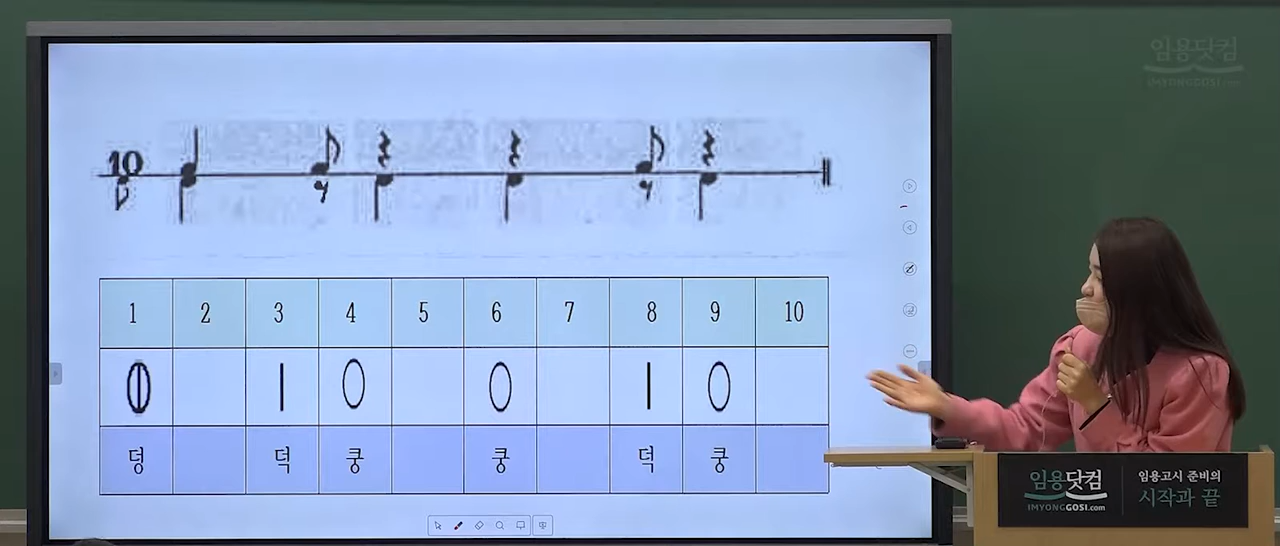 임용닷컴
IMYONGGOSI.com
10
1 2 3 4 5 6 7 8 9 10
덩 덕 쿵 쿵 덕 쿵
임용닷컴
IMYONGGOSI.com
임용고시 준비의
시작과 끝